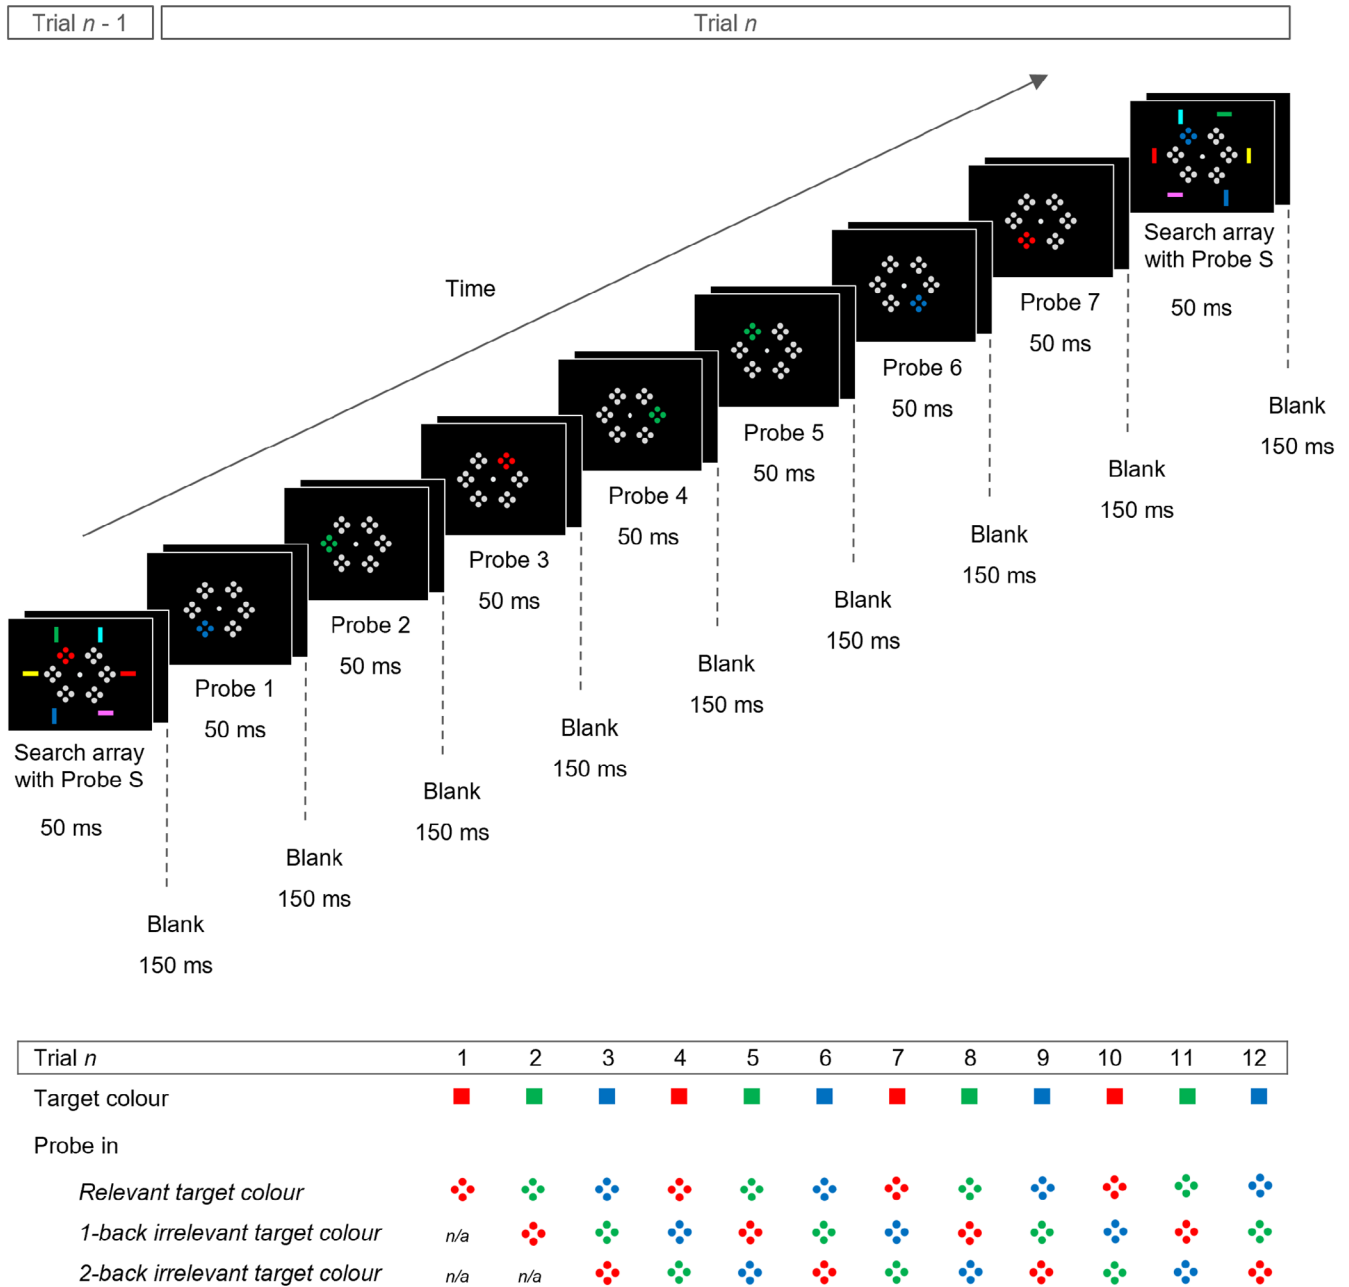 Trial n - 1
Trial n
Time
Search array
with Probe S
50 ms
Blank
150 ms
Probe 1
50 ms
Blank
150 ms
Probe 2
50 ms
Blank
150 ms
Probe 3
50 ms
Blank
150 ms
Probe 4
50 ms
Blank
150 ms
Probe 5
50 ms
Blank
150 ms
Probe 6
50 ms
Blank
150 ms
Probe 7
50 ms
Blank
150 ms
Search array
with Probe S
50 ms
Blank
150 ms
Trial n 1 2 3 4 5 6 7 8 9 10 11 12
Target colour
Probe in
Relevant target colour
1-back irrelevant target colour n/a
2-back irrelevant target colour n/a n/a